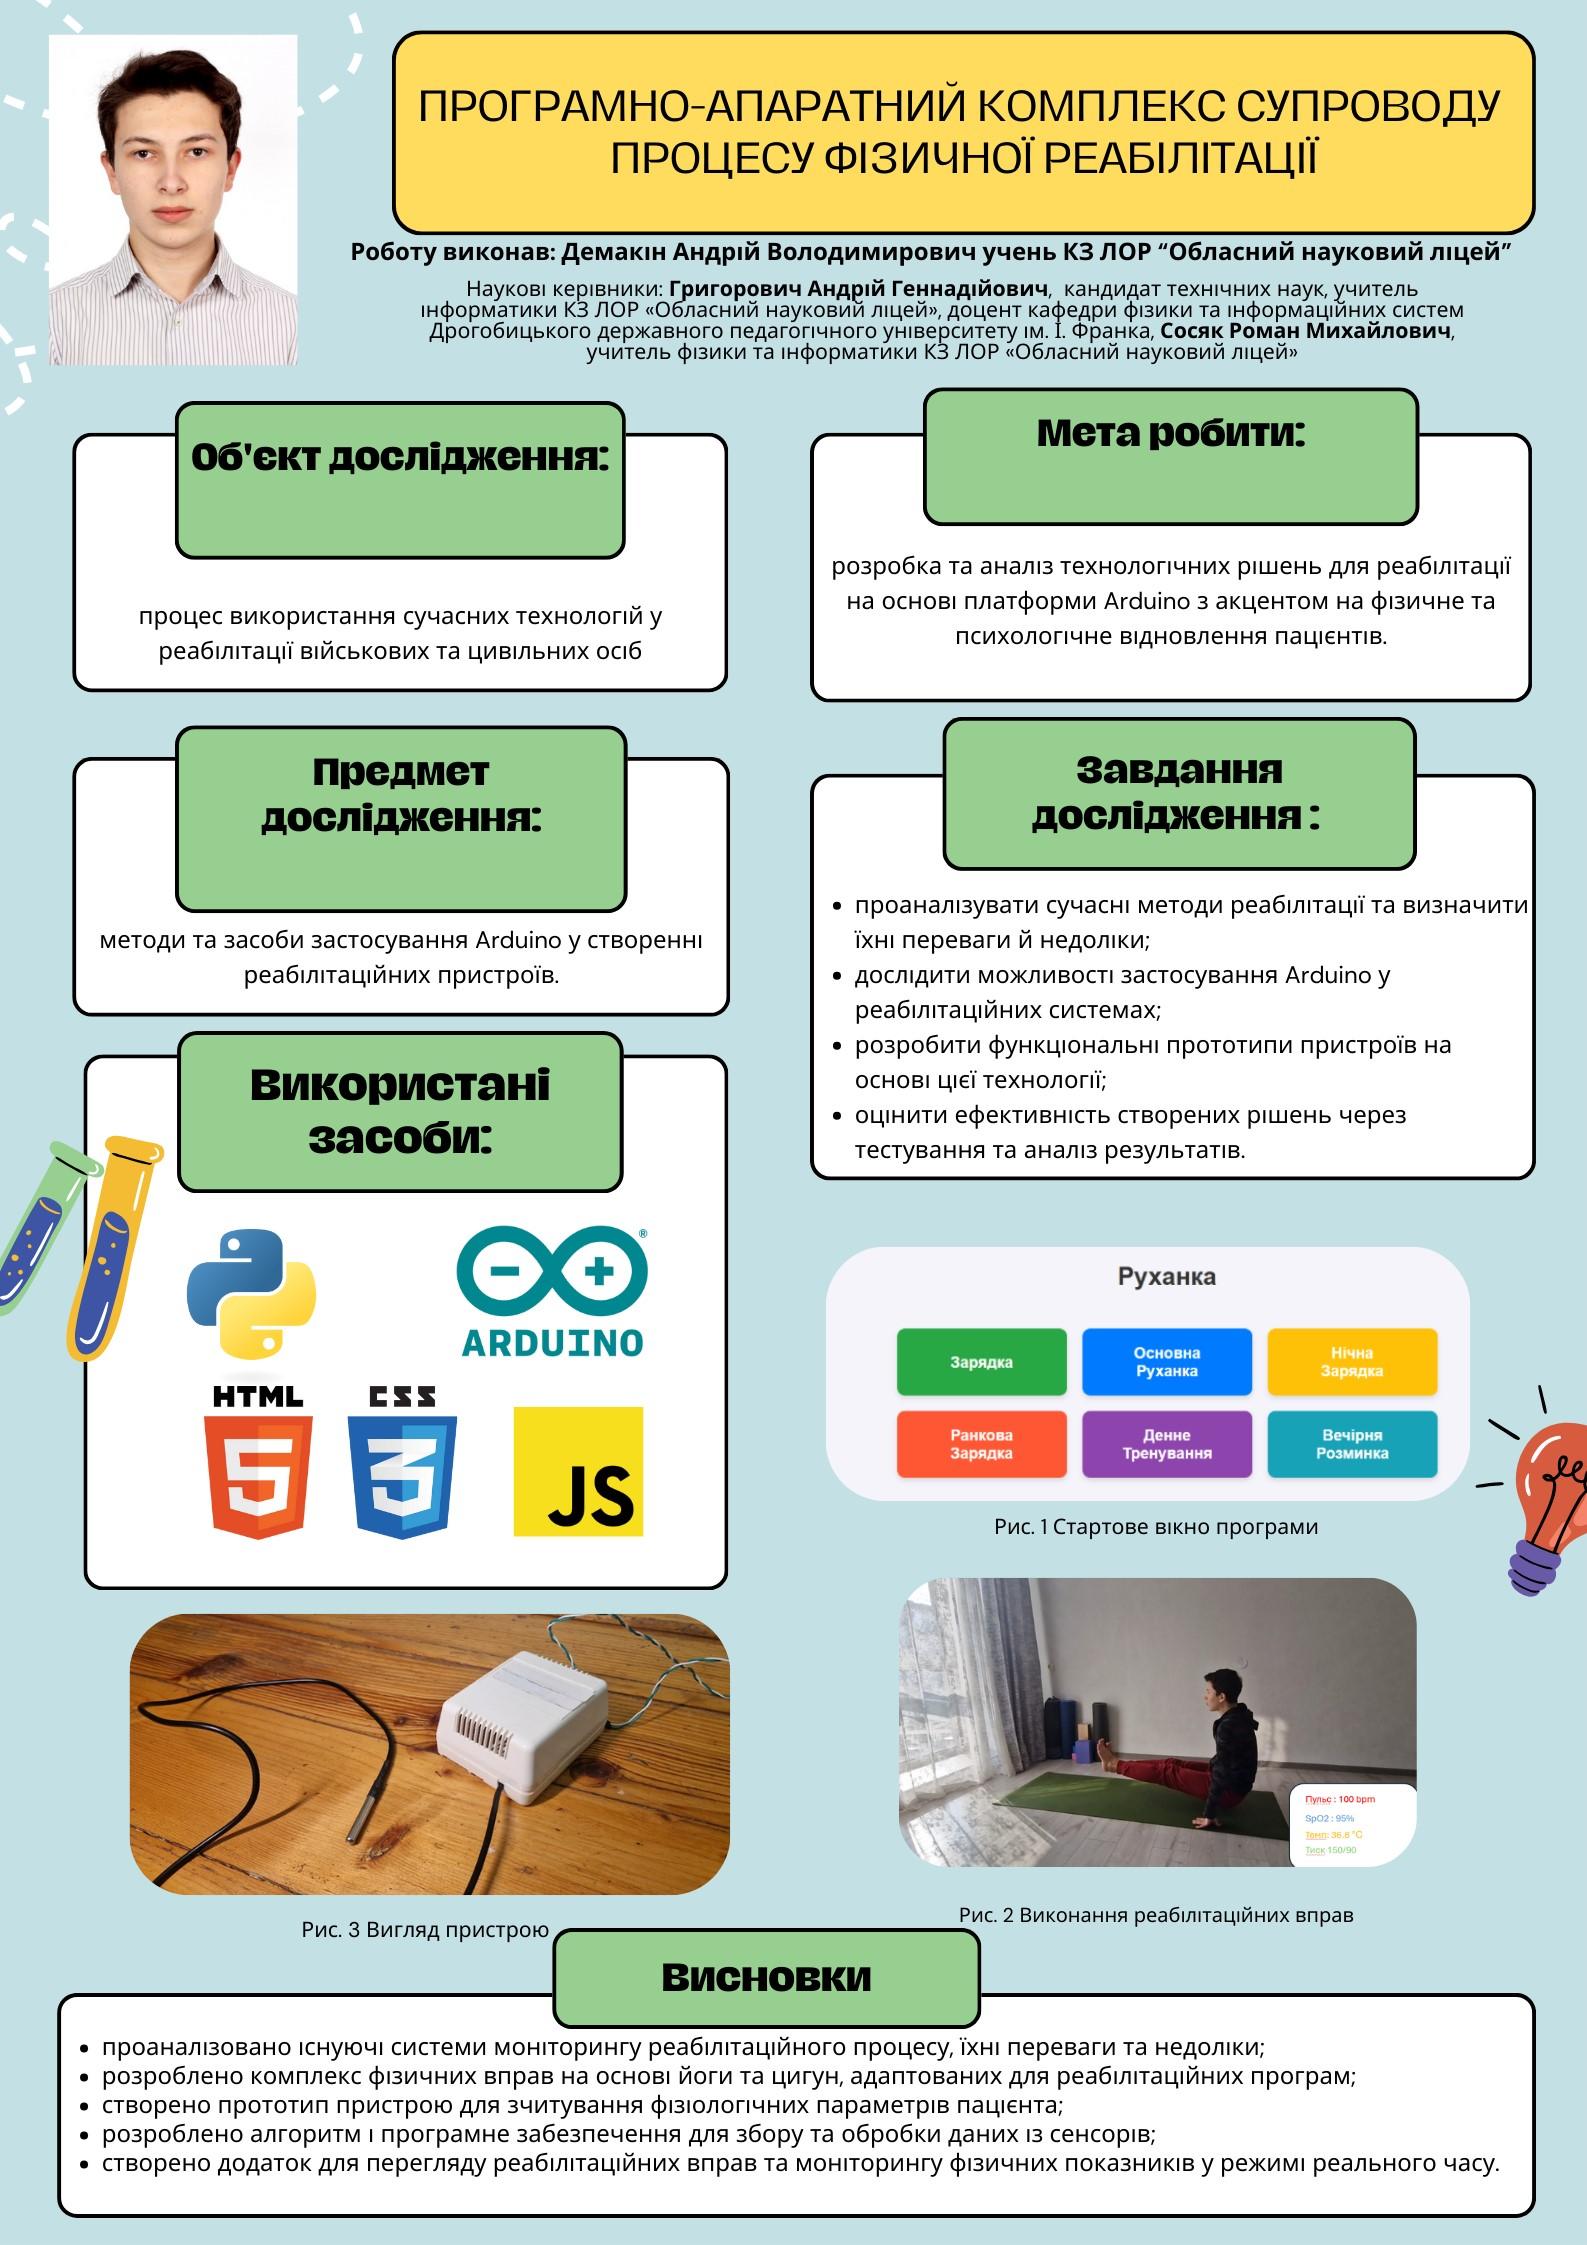 ПРОГРАМНО-АПАРАТНИЙ КОМПЛЕКС СУПРОВОДУ
ПРОЦЕСУ ФІЗИЧНОЇ РЕАБІЛІТАЦІЇ
Роботу виконав: Демакін Андрій Володимирович учень КЗ ЛОР “Обласний науковий ліцей”
Наукові керівники: Григорович Андрій Геннадійович, кандидат технічних наук, учитель
інформатики КЗ ЛОР «Обласний науковий ліцей», доцент кафедри фізики та інформаційних систем
Дрогобицького державного педагогічного університету ім. І. Франка, Сосяк Роман Михайлович,
учитель фізики та інформатики КЗ ЛОР «Обласний науковий ліцей»
Об'єкт дослідження:
процес використання сучасних технологій у
реабілітації військових та цивільних осіб
Мета робити:
розробка та аналіз технологічних рішень для реабілітації
на основі платформи Arduino з акцентом на фізичне та
психологічне відновлення пацієнтів.
Предмет
дослідження:
методи та засоби застосування Arduino у створенні
реабілітаційних пристроїв.
Завдання
дослідження :
• проаналізувати сучасні методи реабілітації та визначити
їхні переваги й недоліки;
• дослідити можливості застосування Arduino у
реабілітаційних системах;
• розробити функціональні прототипи пристроїв на
основі цієї технології;
• оцінити ефективність створених рішень через
тестування та аналіз результатів.
Використані
засоби:
®
ARDUINO
HTML
5
CSS
3
JS
Руханка
Зарядка
Основна
Руханка
Нічна
Зарядка
Ранкова
Зарядка
Денне
Тренування
Вечірня
Розминка
Рис. 1 Стартове вікно програми
Пульс : 100 bpm
SpO2 : 95%
Темп: 36.8 °C
Тиск:150/90
Рис. 2 Виконання реабілітаційних вправ
Рис. 3 Вигляд пристрою
Висновки
• проаналізовано існуючі системи моніторингу реабілітаційного процесу, їхні переваги та недоліки;
• розроблено комплекс фізичних вправ на основі йоги та цигун, адаптованих для реабілітаційних програм;
• створено прототип пристрою для зчитування фізіологічних параметрів пацієнта;
• розроблено алгоритм і програмне забезпечення для збору та обробки даних із сенсорів;
• створено додаток для перегляду реабілітаційних вправ та моніторингу фізичних показників у режимі реального часу.